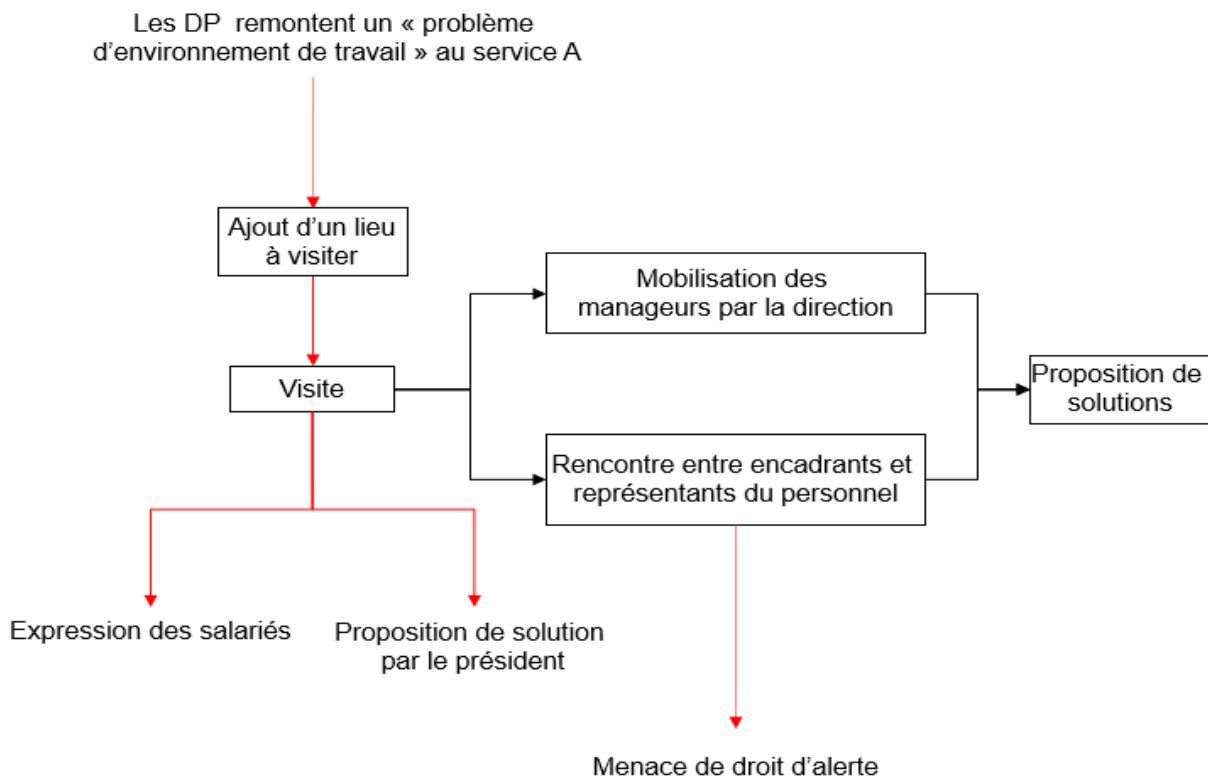 Les DP remontent un « problème
d’environnement de travail » au service A
Ajout d’un lieu
à visiter
Mobilisation des
manageurs par la direction
Visite
Proposition de
solutions
Rencontre entre encadrants et
représentants du personnel
Expression des salariés
Proposition de solution
par le président
Menace de droit d’alerte